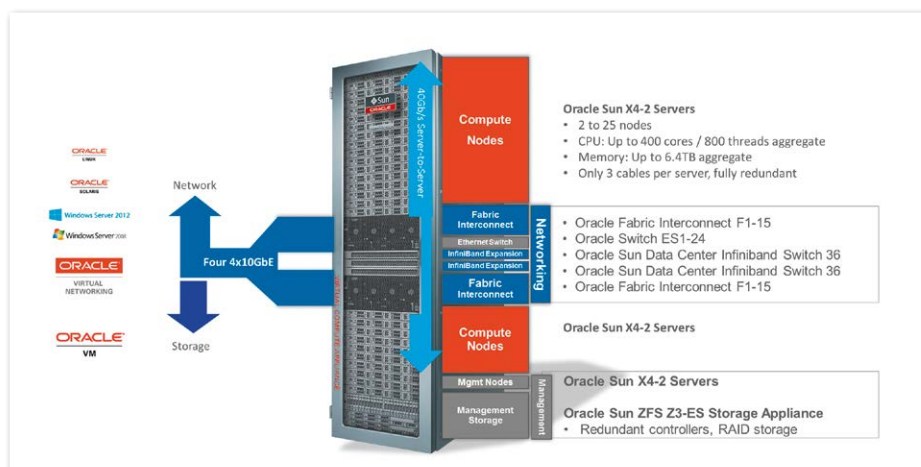 ORACLE
LINUX
ORACLE
SOLARIS
Windows Server 2012
Windows Server 2008
ORACLE
VIRTUAL
NETWORKING
ORACLE
VM
Network
Four 4x10GbE
Storage
Sun
ORACLE
40Gb/s Server-to-Server
VIRTUAL COMPUTE APPLIANCE
Compute
Nodes
Fabric
Interconnect
Ethernet Switch
InfiniBand Expansion
InfiniBand Expansion
Fabric
Interconnect
Networking
Compute
Nodes
Mgmt Nodes
Management
Storage
Management
Oracle Sun X4-2 Servers
• 2 to 25 nodes
• CPU: Up to 400 cores / 800 threads aggregate
• Memory: Up to 6.4TB aggregate
• Only 3 cables per server, fully redundant
• Oracle Fabric Interconnect F1-15
• Oracle Switch ES1-24
• Oracle Sun Data Center Infiniband Switch 36
• Oracle Sun Data Center Infiniband Switch 36
• Oracle Fabric Interconnect F1-15
Oracle Sun X4-2 Servers
Oracle Sun X4-2 Servers
Oracle Sun ZFS Z3-ES Storage Appliance
• Redundant controllers, RAID storage